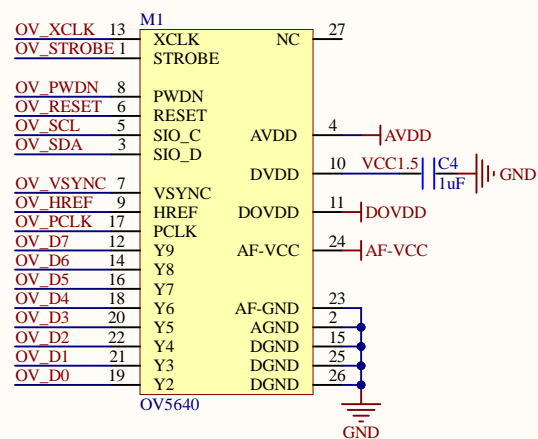 M1
OV_XCLK 13 XCLK NC 27
OV_STROBE 1 STROBE
OV_PWDN 8 PWDN
OV_RESET 6 RESET
OV_SCL 5 SIO_C AVDD 4 AVDD
OV_SDA 3 SIO_D
DVDD 10 VCC1.5 C4 1uF GND
OV_VSYNC 7 VSYNC
OV_HREF 9 HREF DOVDD 11 DOVDD
OV_PCLK 17 PCLK
OV_D7 12 Y9 AF-VCC 24 AF-VCC
OV_D6 14 Y8
OV_D5 16 Y7
OV_D4 18 Y6 AF-GND 23
OV_D3 20 Y5 AGND 2
OV_D2 22 Y4 DGND 15
OV_D1 21 Y3 DGND 25
OV_D0 19 Y2 DGND 26
OV5640
GND